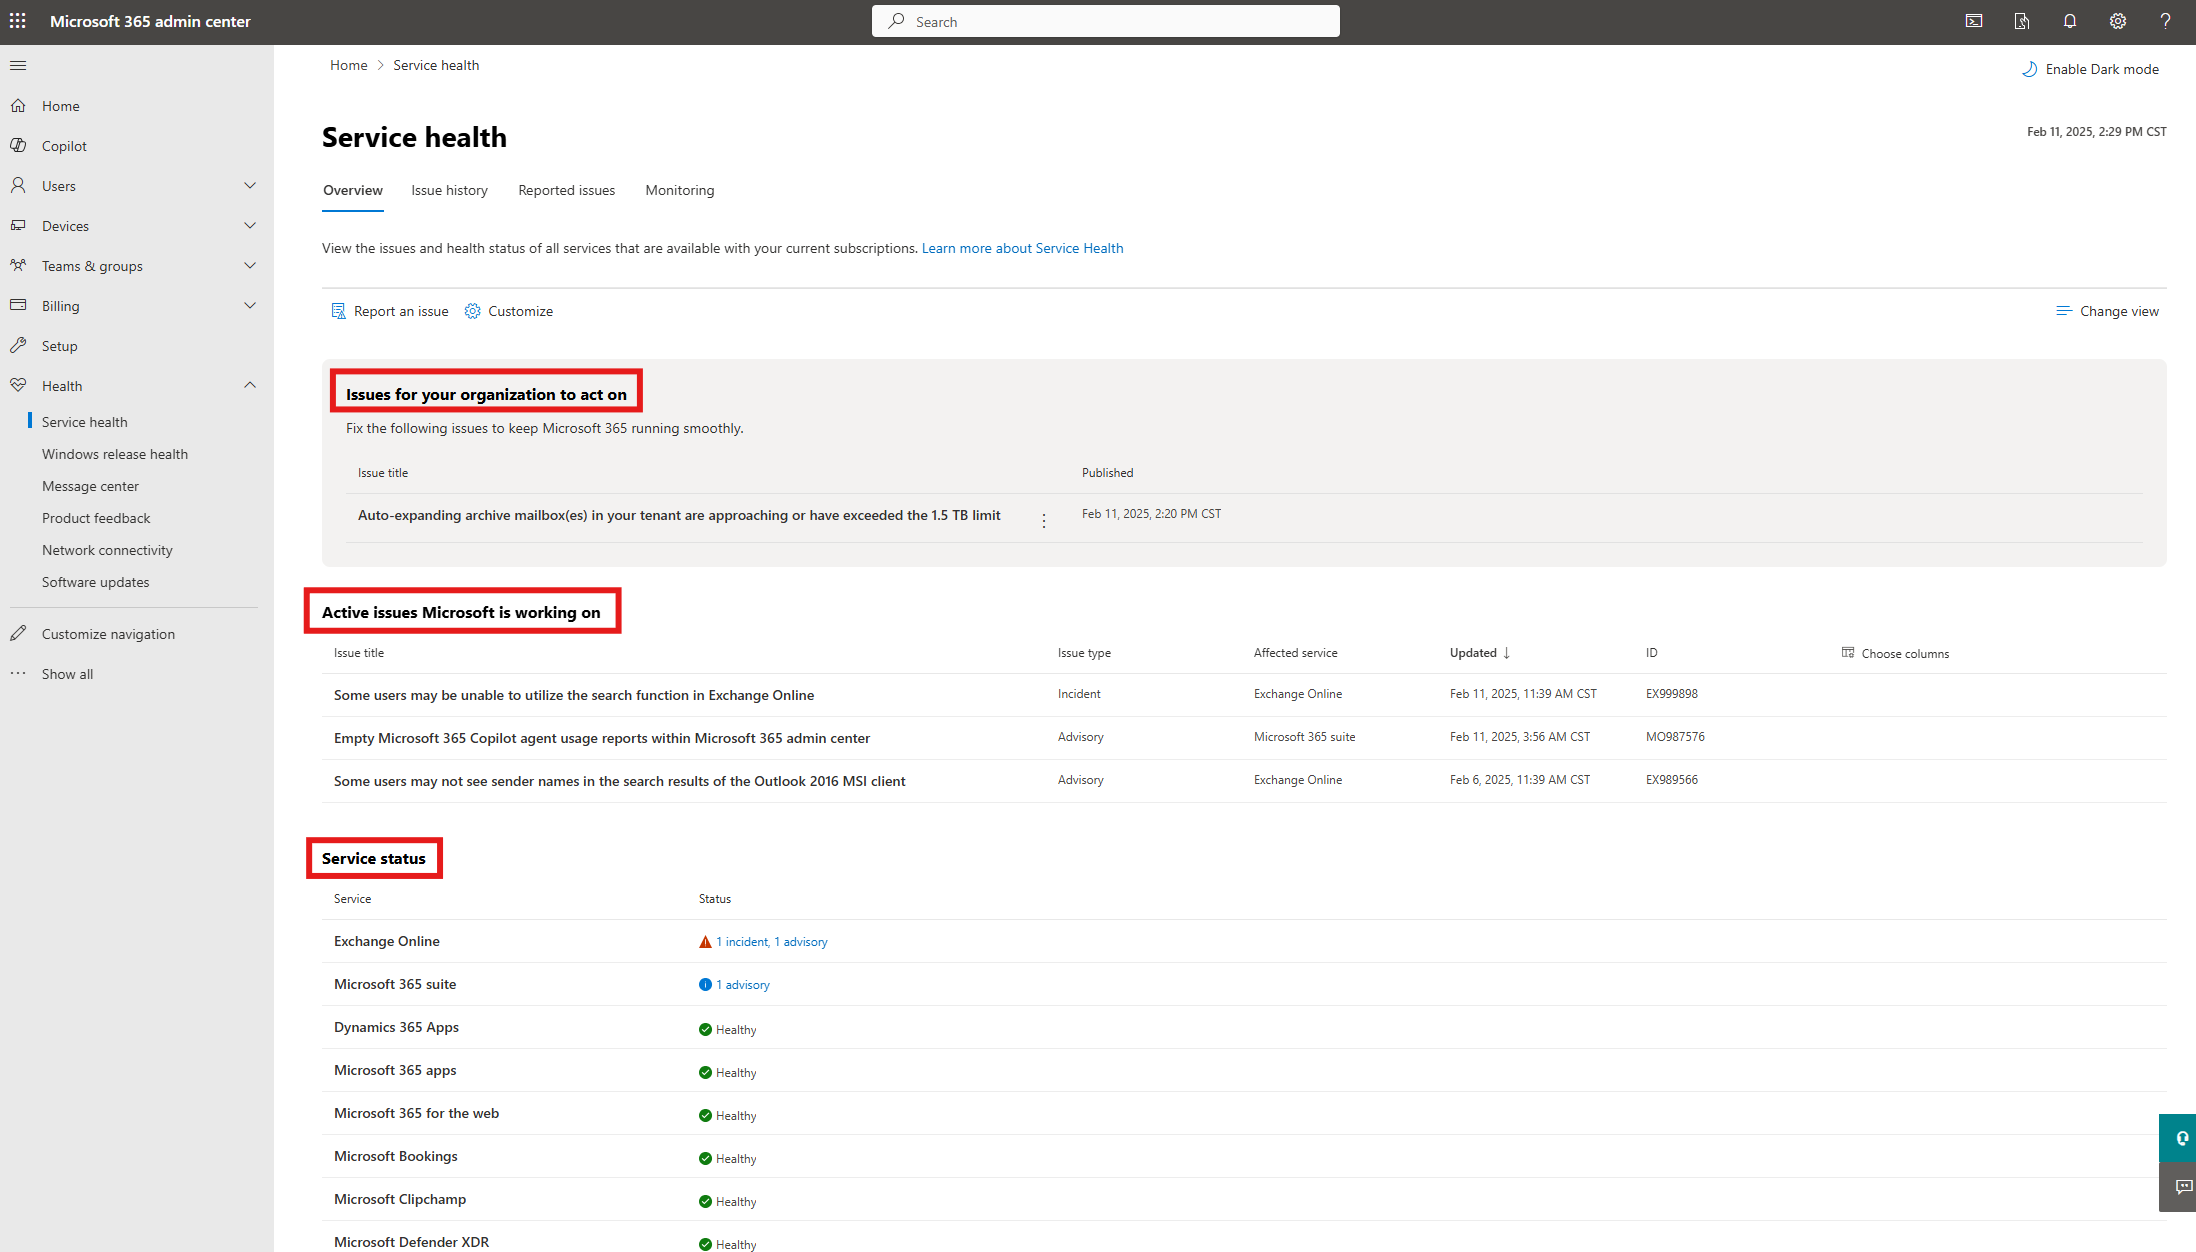 Microsoft 365 admin center
Search
Home
Copilot
Users
Devices
Teams & groups
Billing
Setup
Health
Service health
Windows release health
Message center
Product feedback
Network connectivity
Software updates
Customize navigation
Show all
Home > Service health
Enable Dark mode
Service health
Feb 11, 2025, 2:29 PM CST
Overview Issue history Reported issues Monitoring
View the issues and health status of all services that are available with your current subscriptions. Learn more about Service Health
Report an issue Customize Change view
Issues for your organization to act on
Fix the following issues to keep Microsoft 365 running smoothly.
Issue title Published
Auto-expanding archive mailbox(es) in your tenant are approaching or have exceeded the 1.5 TB limit Feb 11, 2025, 2:20 PM CST
Active issues Microsoft is working on
Issue title Issue type Affected service Updated ↓ ID Choose columns
Some users may be unable to utilize the search function in Exchange Online Incident Exchange Online Feb 11, 2025, 11:39 AM CST EX999898
Empty Microsoft 365 Copilot agent usage reports within Microsoft 365 admin center Advisory Microsoft 365 suite Feb 11, 2025, 3:56 AM CST MO987576
Some users may not see sender names in the search results of the Outlook 2016 MSI client Advisory Exchange Online Feb 6, 2025, 11:39 AM CST EX989566
Service status
Service Status
Exchange Online 1 incident, 1 advisory
Microsoft 365 suite 1 advisory
Dynamics 365 Apps Healthy
Microsoft 365 apps Healthy
Microsoft 365 for the web Healthy
Microsoft Bookings Healthy
Microsoft Clipchamp Healthy
Microsoft Defender XDR Healthy